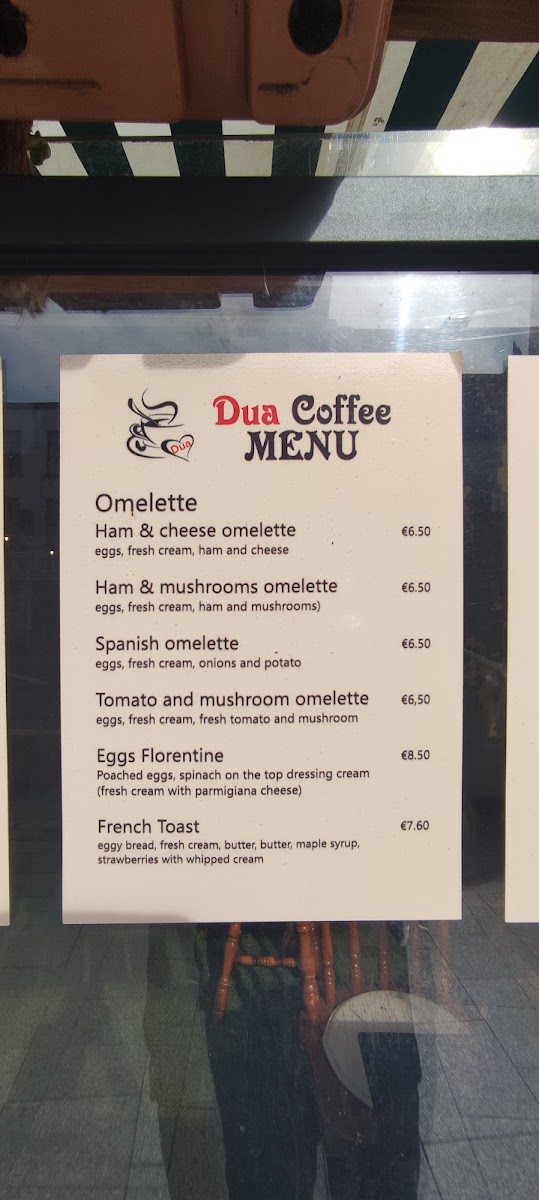 Dua
Dua Coffee
MENU
Omelette
Ham & cheese omelette €6.50
eggs, fresh cream, ham and cheese
Ham & mushrooms omelette €6.50
eggs, fresh cream, ham and mushrooms)
Spanish omelette €6.50
eggs, fresh cream, onions and potato
Tomato and mushroom omelette €6,50
eggs, fresh cream, fresh tomato and mushroom
Eggs Florentine €8.50
Poached eggs, spinach on the top dressing cream
(fresh cream with parmigiana cheese)
French Toast €7.60
eggy bread, fresh cream, butter, butter, maple syrup,
strawberries with whipped cream